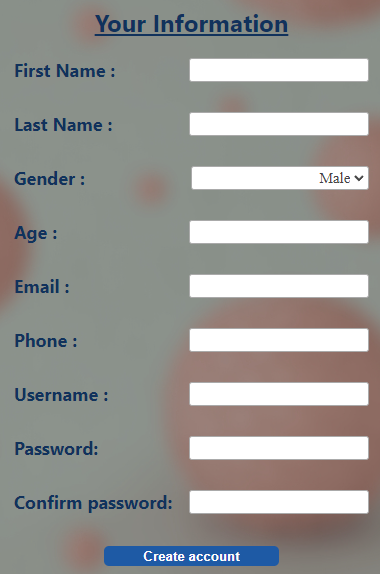 Your Information
First Name :
Last Name :
Gender : Male
Age :
Email :
Phone :
Username :
Password:
Confirm password:
Create account